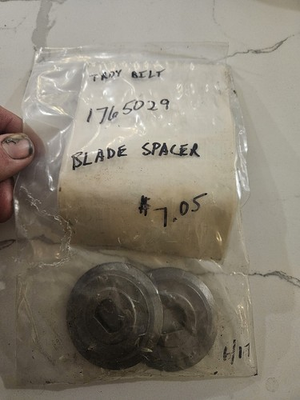 TROY BILT
1765029
BLADE SPACER
$7.05